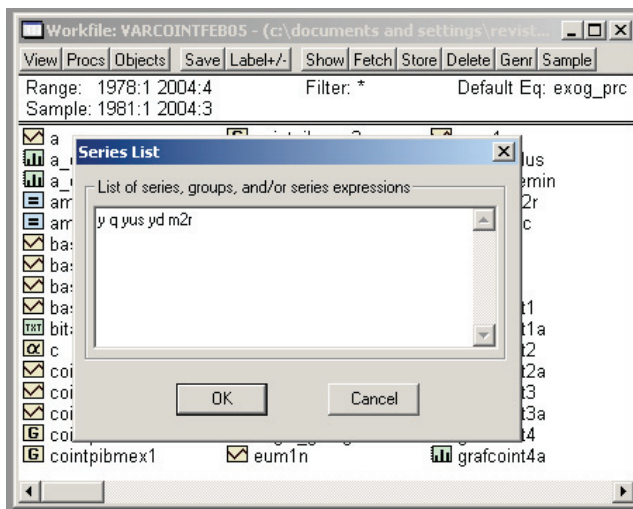 Workfile: VARCOINTFEB05 - (c:\documents and settings\revist...
View Procs Objects Save Label+/- Show Fetch Store Delete Genr Sample
Range: 1978:1 2004:4 Filter: * Default Eq: exog_prc
Sample: 1981:1 2004:3
a
Series List
List of series, groups, and/or series expressions
y q yus yd m2r
OK Cancel
c
cointpibmex1 eum1n grafcoint4a